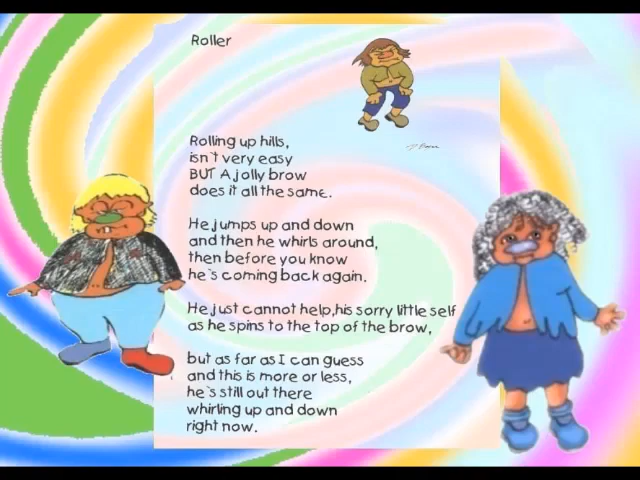 Roller
Rolling up hills,
isn`t very easy
BUT A jolly brow
does it all the same.
He jumps up and down
and then he whirls around,
then before you know
he`s coming back again.
He just cannot help,his sorry little self
as he spins to the top of the brow,
but as far as I can guess
and this is more or less,
he`s still out there
whirling up and down
right now.